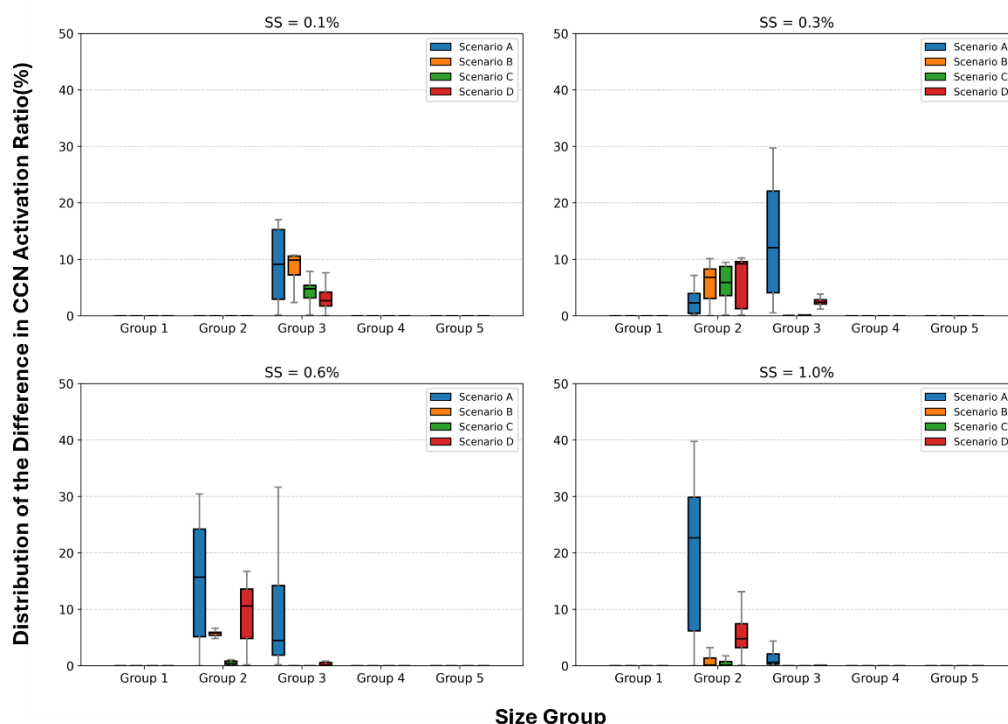 Distribution of the Difference in CCN Activation Ratio(%)
SS = 0.1%
50
40
30
20
10
0
Group 1 Group 2 Group 3 Group 4 Group 5
Scenario A
Scenario B
Scenario C
Scenario D
SS = 0.3%
50
40
30
20
10
0
Group 1 Group 2 Group 3 Group 4 Group 5
Scenario A
Scenario B
Scenario C
Scenario D
SS = 0.6%
50
40
30
20
10
0
Group 1 Group 2 Group 3 Group 4 Group 5
Scenario A
Scenario B
Scenario C
Scenario D
SS = 1.0%
50
40
30
20
10
0
Group 1 Group 2 Group 3 Group 4 Group 5
Scenario A
Scenario B
Scenario C
Scenario D
Size Group